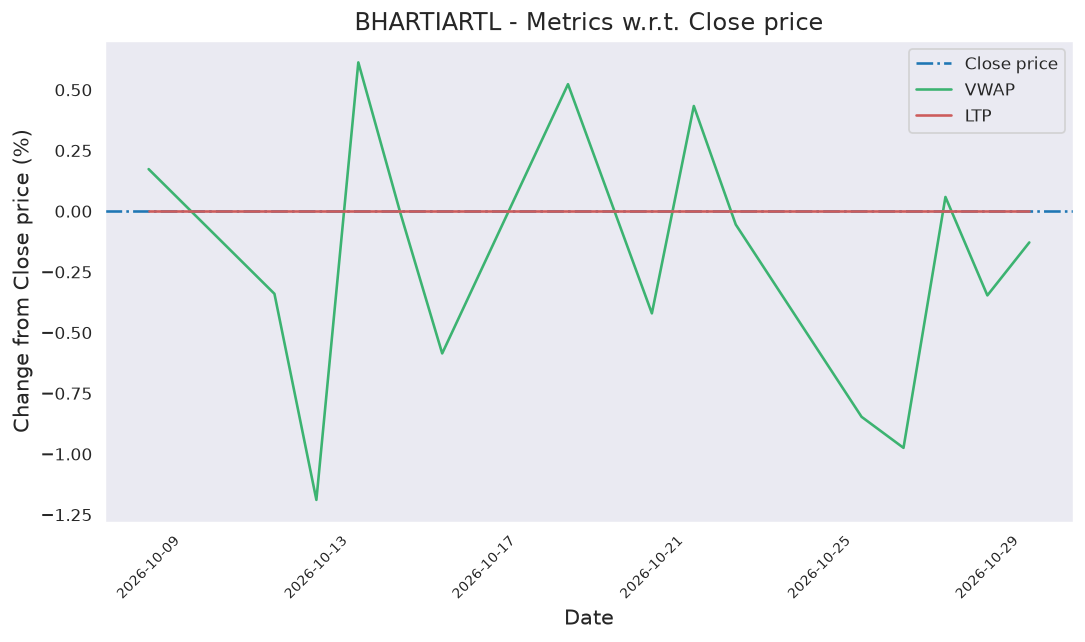 BHARTIARTL - Metrics w.r.t. Close price
Close price
VWAP
LTP
Change from Close price (%)
0.50
0.25
0.00
−0.25
−0.50
−0.75
−1.00
−1.25
2026-10-09
2026-10-13
2026-10-17
2026-10-21
2026-10-25
2026-10-29
Date